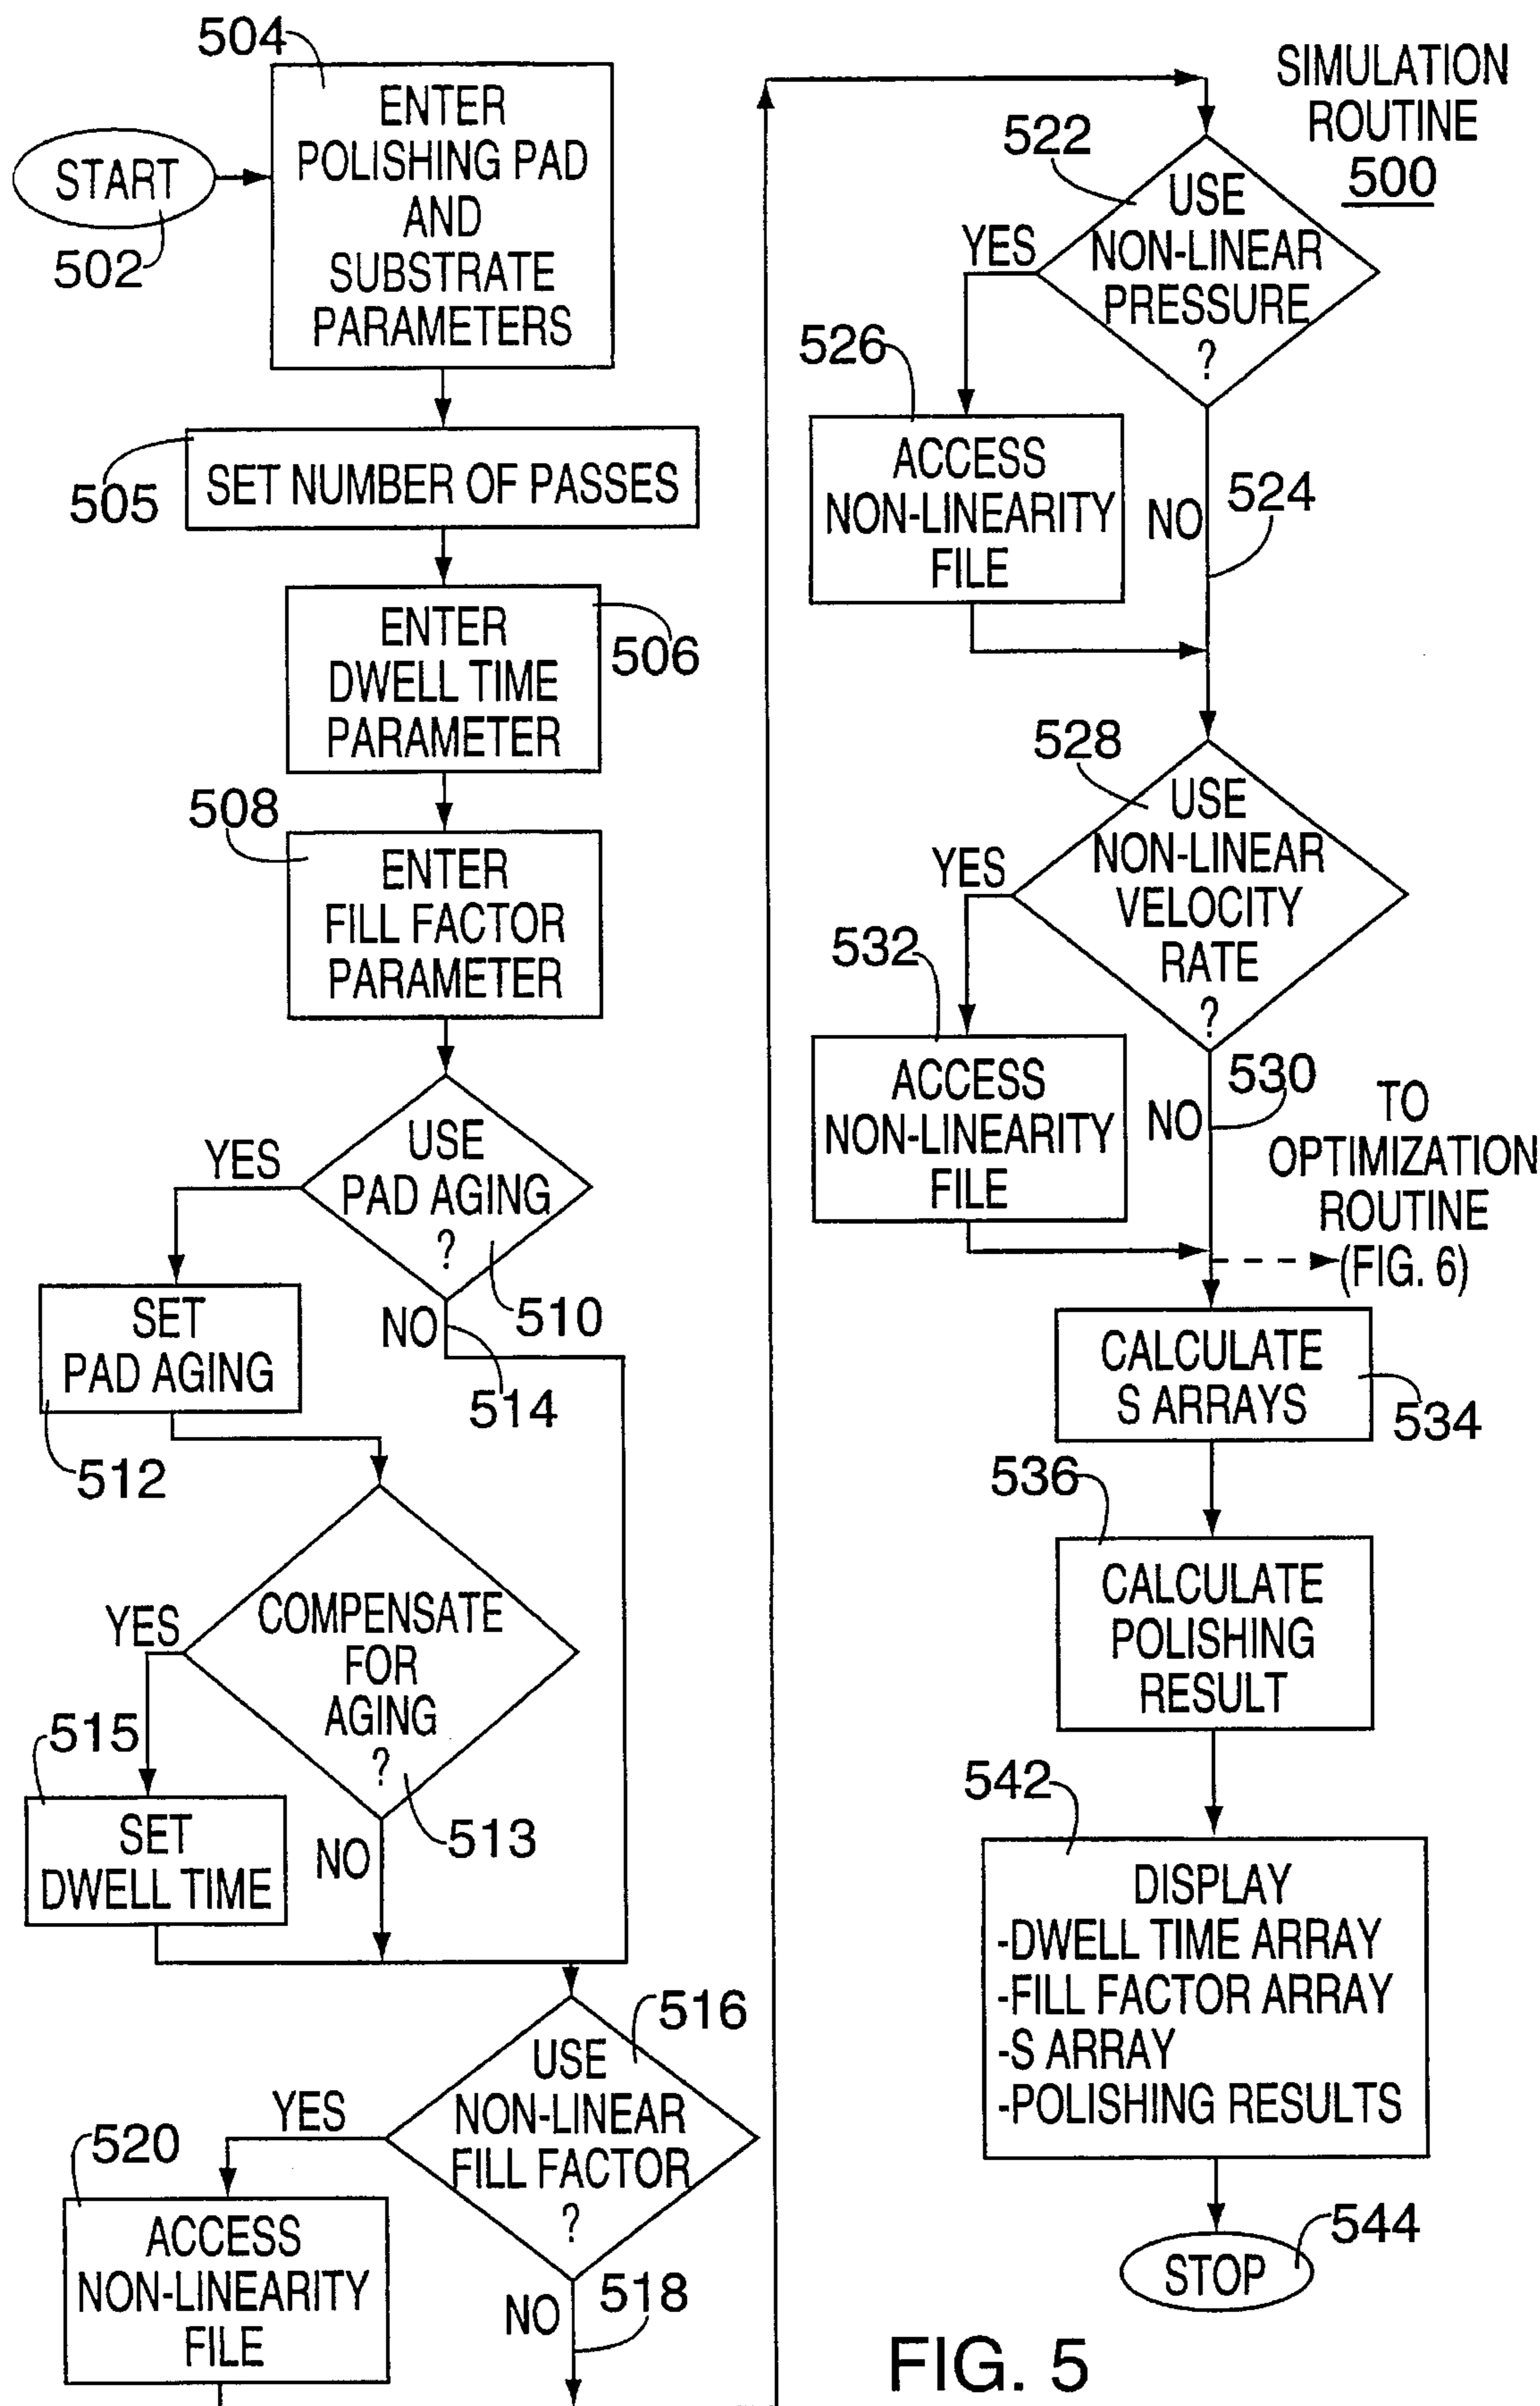 504
ENTER
POLISHING PAD
AND
SUBSTRATE
PARAMETERS
START
502
505
SET NUMBER OF PASSES
ENTER
DWELL TIME
PARAMETER
506
508
ENTER
FILL FACTOR
PARAMETER
USE
PAD AGING
?
YES
510
NO
514
SET
PAD AGING
512
COMPENSATE
FOR
AGING
?
YES
513
515
SET
DWELL TIME
NO
516
USE
NON-LINEAR
FILL FACTOR
?
YES
520
ACCESS
NON-LINEARITY
FILE
NO
518
SIMULATION
ROUTINE
500
522
USE
NON-LINEAR
PRESSURE
?
YES
526
ACCESS
NON-LINEARITY
FILE
NO
524
528
USE
NON-LINEAR
VELOCITY
RATE
?
YES
532
ACCESS
NON-LINEARITY
FILE
NO
530
TO
OPTIMIZATION
ROUTINE
(FIG. 6)
CALCULATE
S ARRAYS
534
536
CALCULATE
POLISHING
RESULT
542
DISPLAY
-DWELL TIME ARRAY
-FILL FACTOR ARRAY
-S ARRAY
-POLISHING RESULTS
STOP
544
FIG. 5